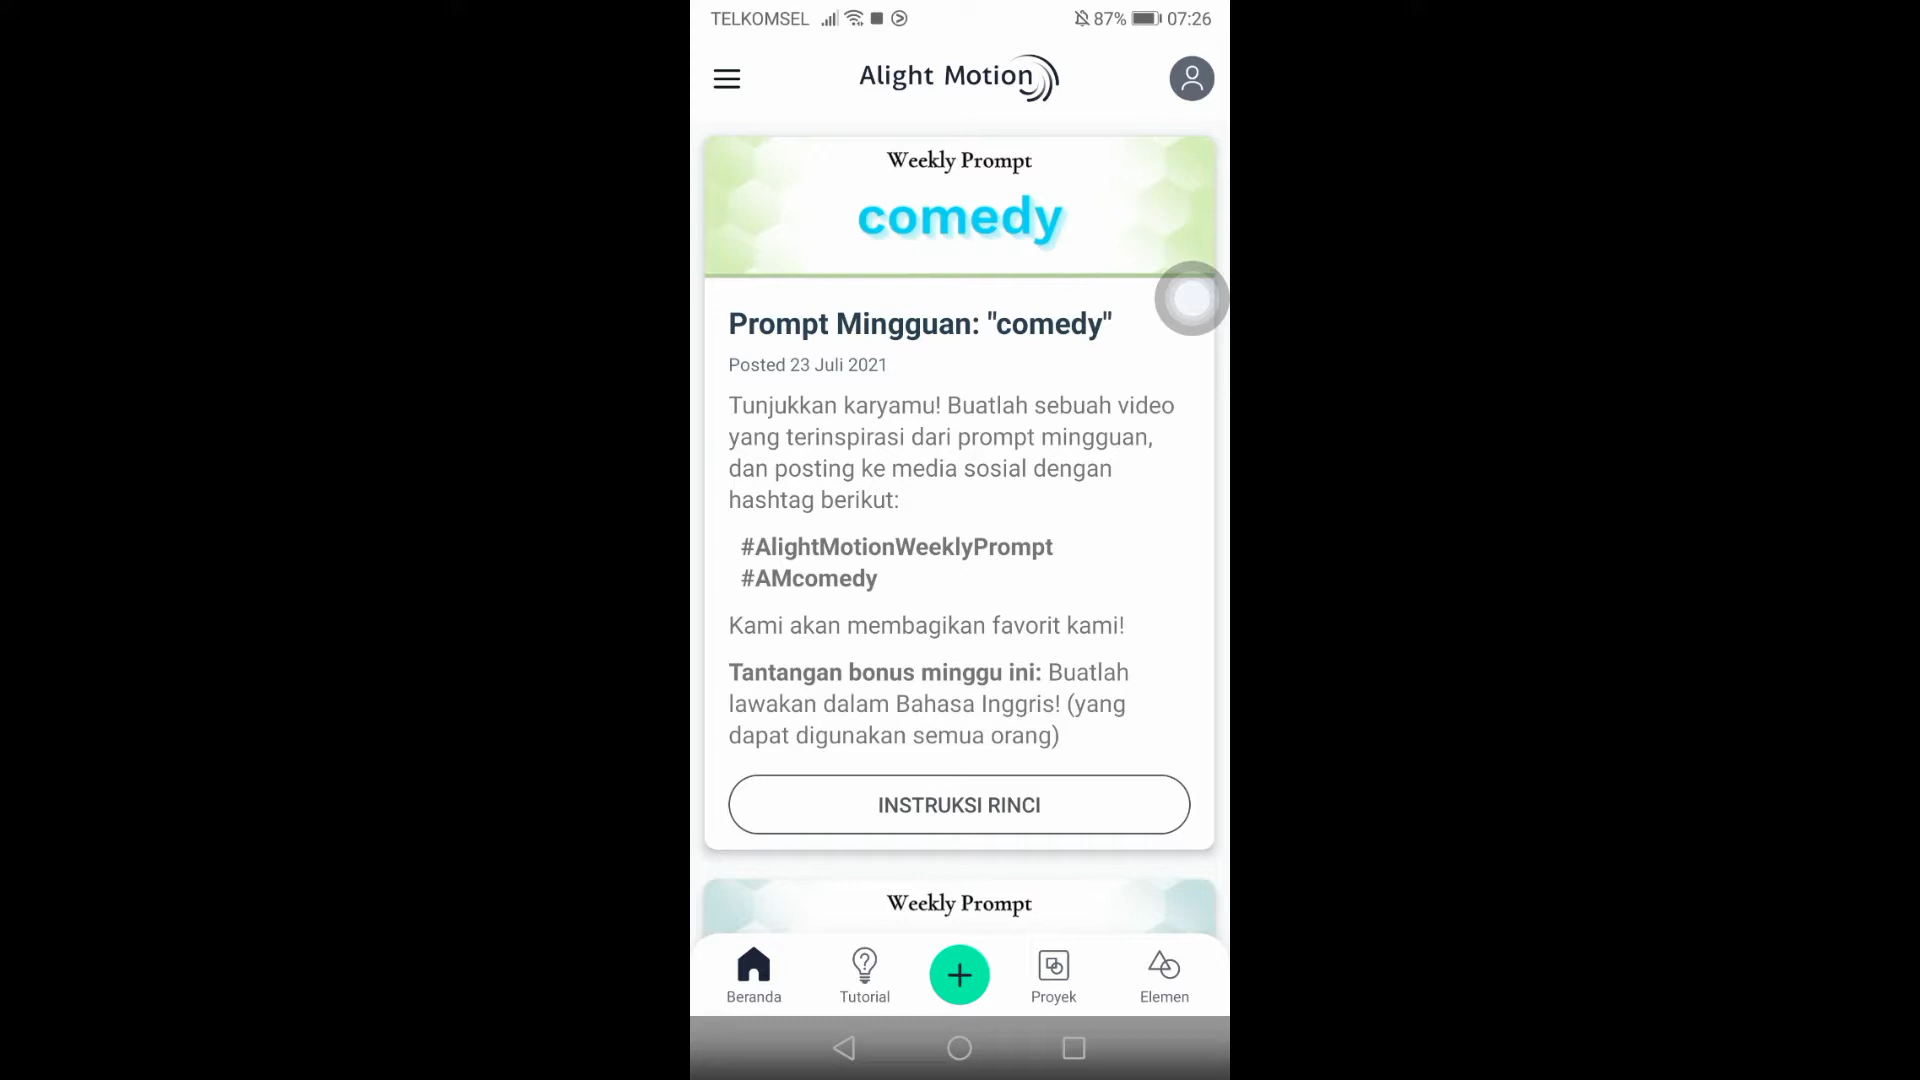 TELKOMSEL 87% 07:26
Alight Motion
Weekly Prompt
comedy
Prompt Mingguan: "comedy"
Posted 23 Juli 2021
Tunjukkan karyamu! Buatlah sebuah video
yang terinspirasi dari prompt mingguan,
dan posting ke media sosial dengan
hashtag berikut:
#AlightMotionWeeklyPrompt
#AMcomedy
Kami akan membagikan favorit kami!
Tantangan bonus minggu ini: Buatlah
lawakan dalam Bahasa Inggris! (yang
dapat digunakan semua orang)
INSTRUKSI RINCI
Weekly Prompt
Beranda Tutorial Proyek Elemen